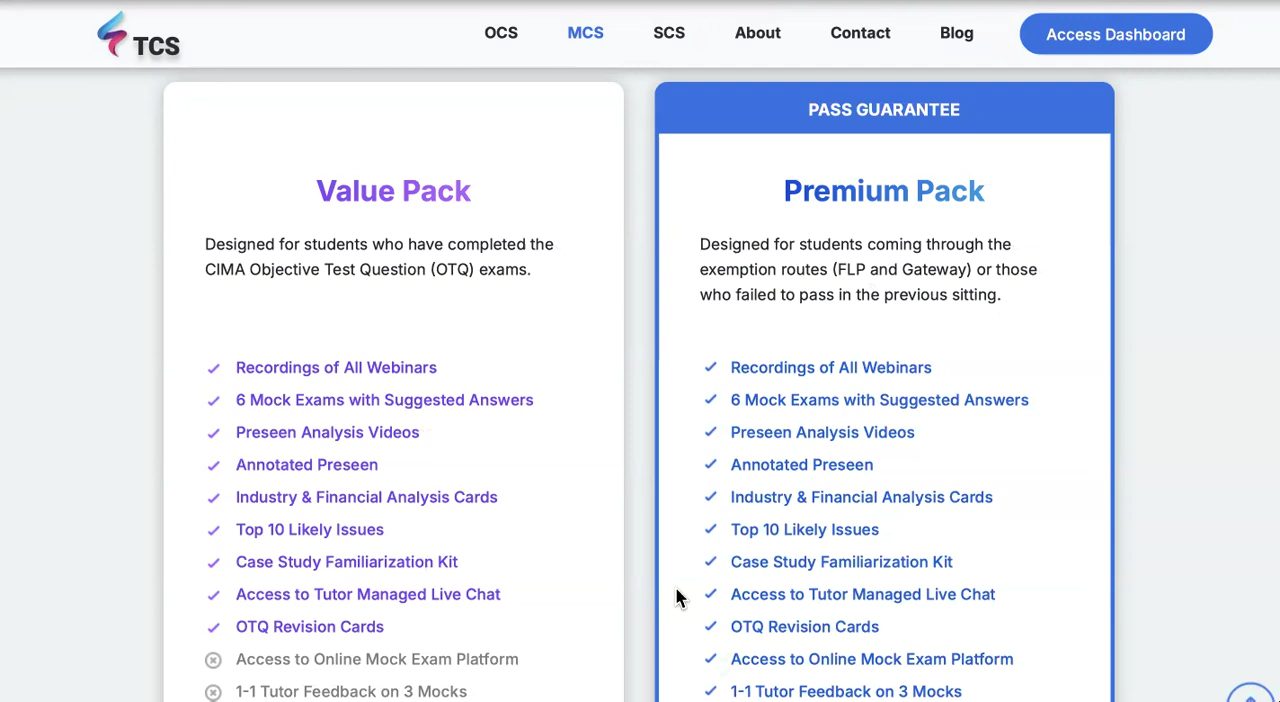 TCS
OCS
MCS
SCS
About
Contact
Blog
Access Dashboard
Value Pack
Designed for students who have completed the
CIMA Objective Test Question (OTQ) exams.
Recordings of All Webinars
6 Mock Exams with Suggested Answers
Preseen Analysis Videos
Annotated Preseen
Industry & Financial Analysis Cards
Top 10 Likely Issues
Case Study Familiarization Kit
Access to Tutor Managed Live Chat
OTQ Revision Cards
Access to Online Mock Exam Platform
1-1 Tutor Feedback on 3 Mocks
PASS GUARANTEE
Premium Pack
Designed for students coming through the
exemption routes (FLP and Gateway) or those
who failed to pass in the previous sitting.
Recordings of All Webinars
6 Mock Exams with Suggested Answers
Preseen Analysis Videos
Annotated Preseen
Industry & Financial Analysis Cards
Top 10 Likely Issues
Case Study Familiarization Kit
Access to Tutor Managed Live Chat
OTQ Revision Cards
Access to Online Mock Exam Platform
1-1 Tutor Feedback on 3 Mocks